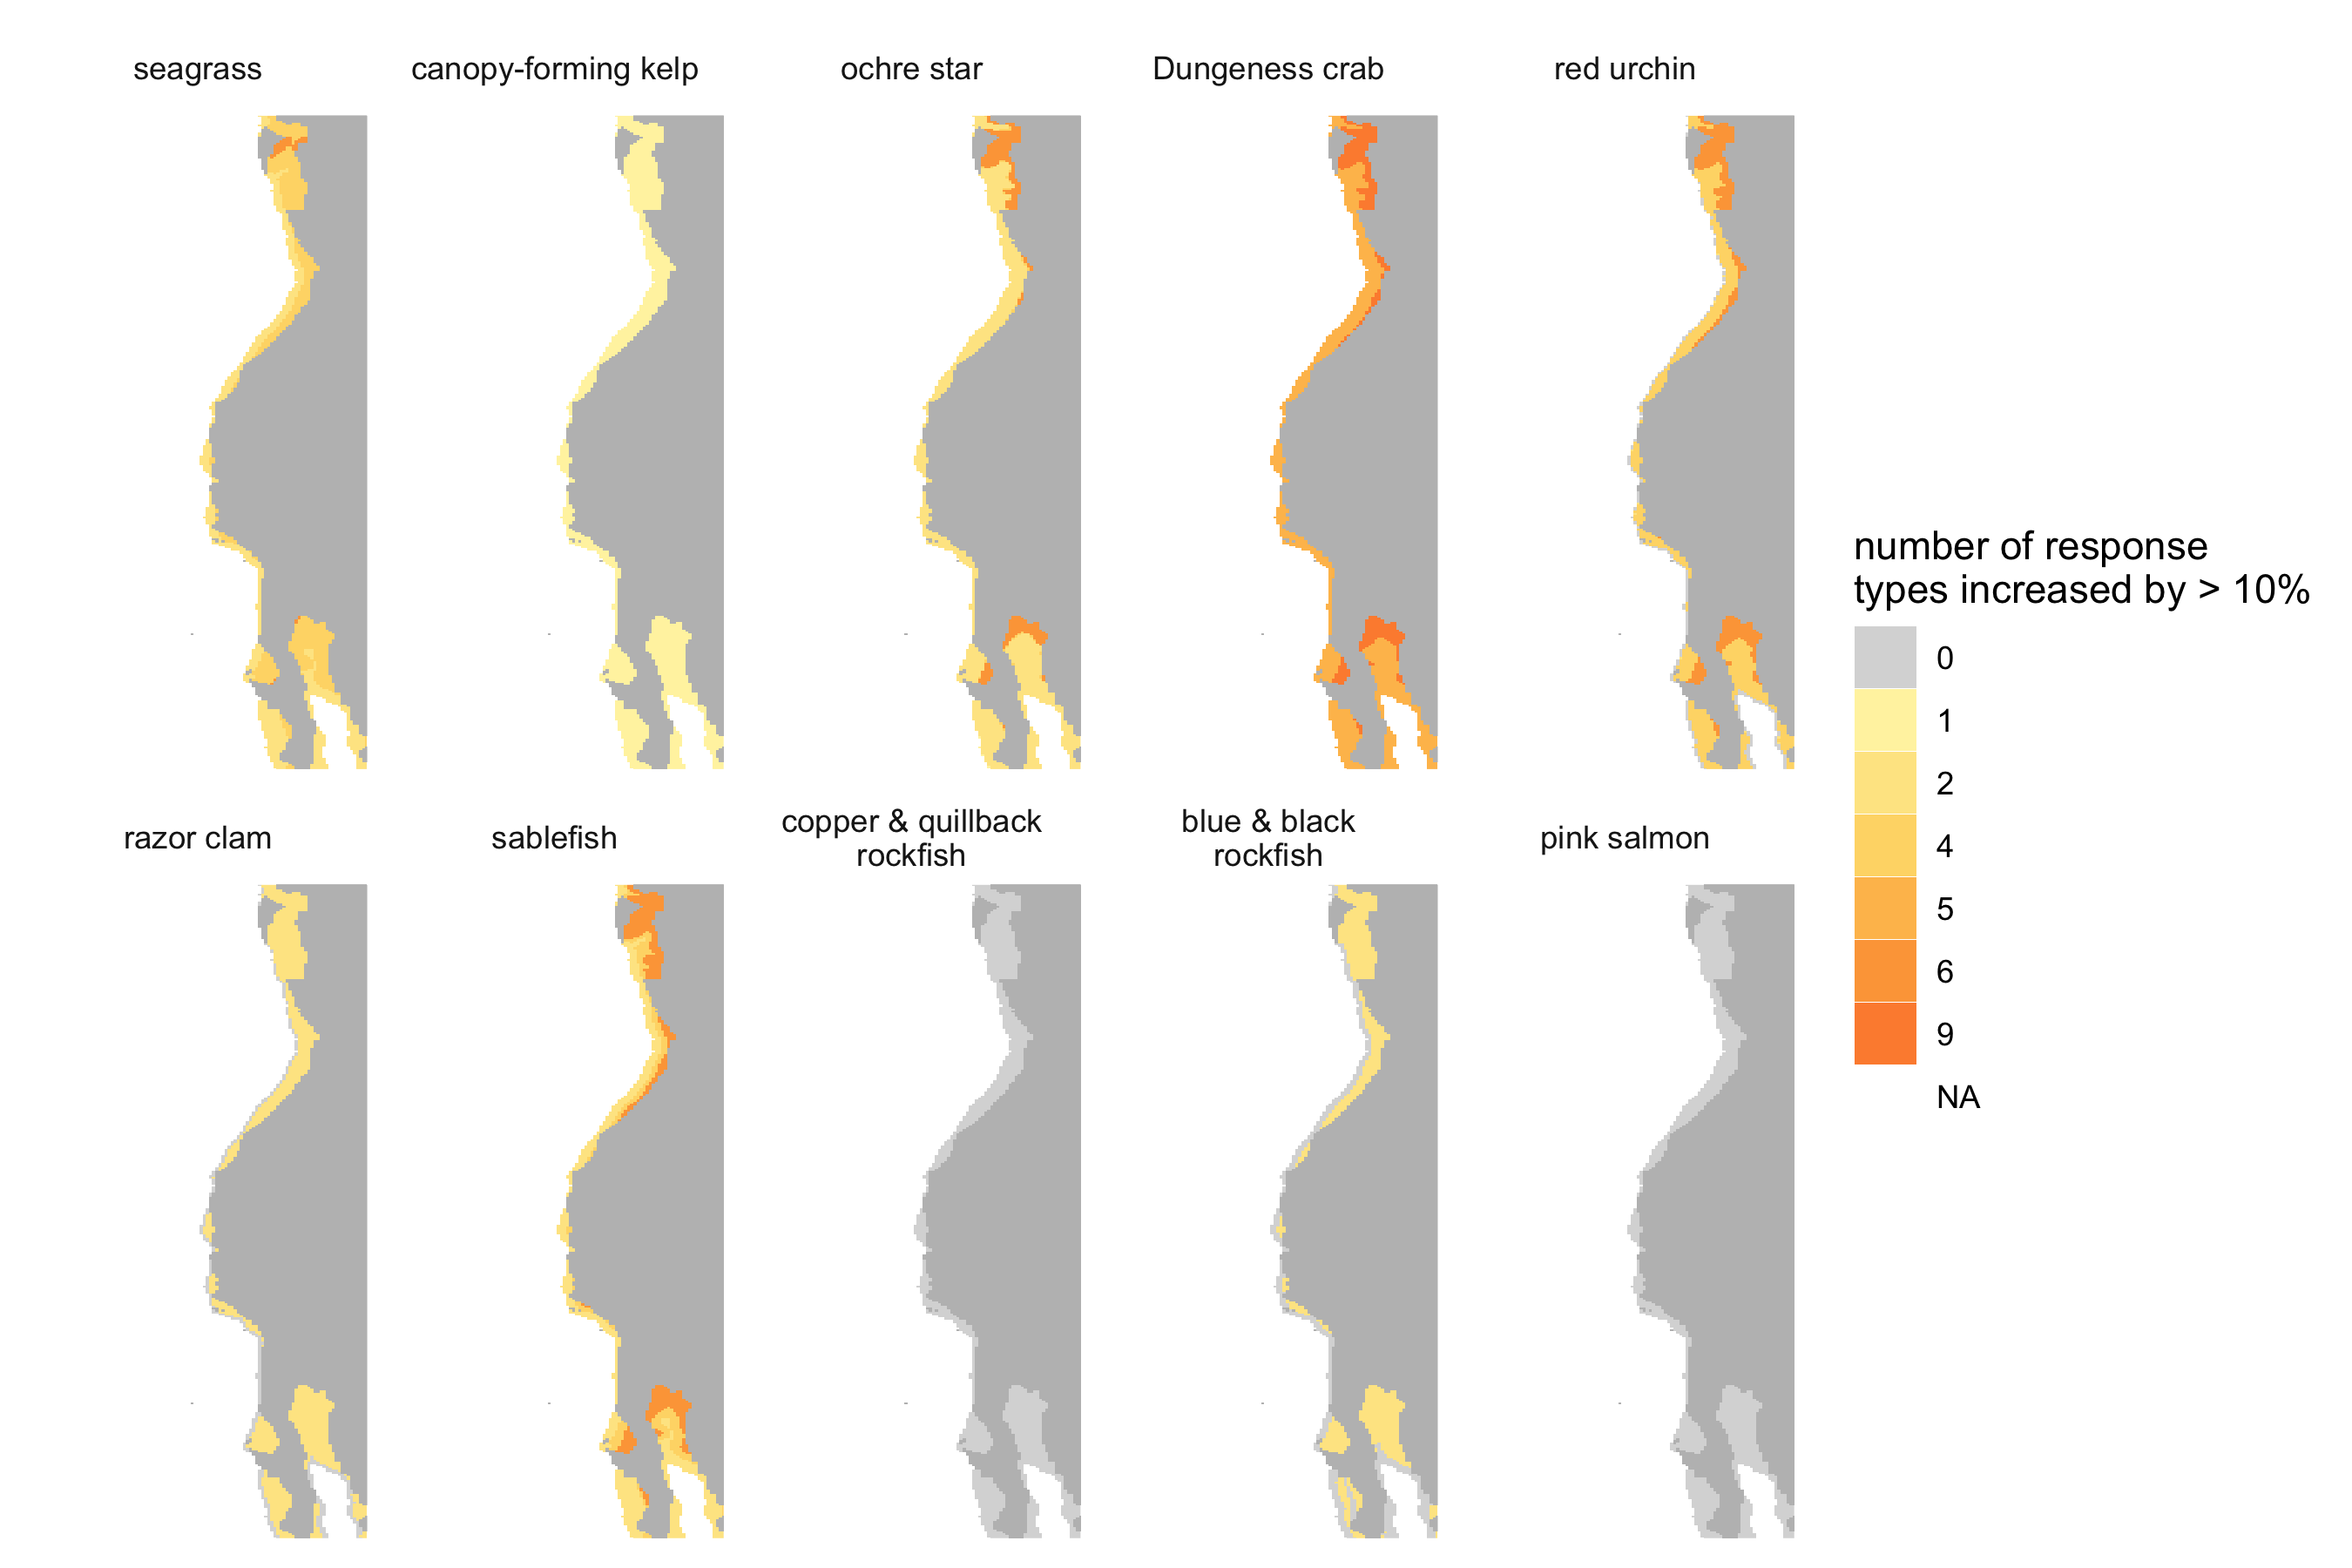 seagrass
canopy-forming kelp
ochre star
Dungeness crab
red urchin
razor clam
sablefish
copper & quillback
rockfish
blue & black
rockfish
pink salmon
number of response
types increased by > 10%
0
1
2
4
5
6
9
NA